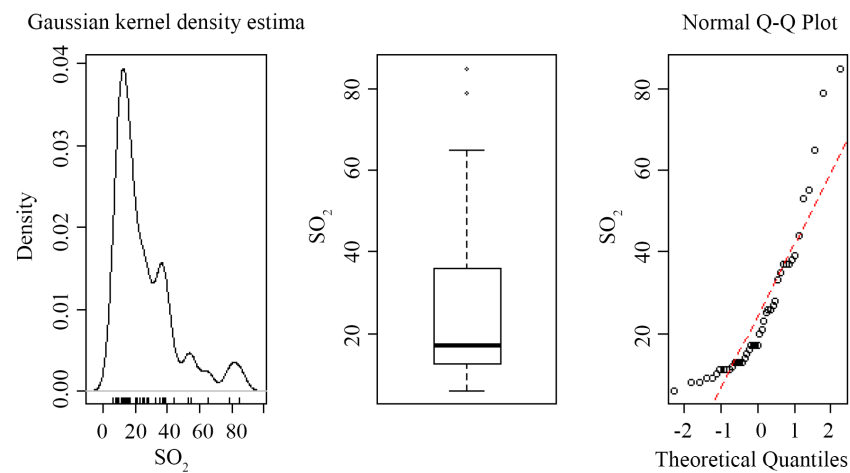 Gaussian kernel density estima
Density
0.00
0.01
0.02
0.03
0.04
0 20 40 60 80
SO₂
SO₂
20
40
60
80
Normal Q-Q Plot
SO₂
20
40
60
80
-2 -1 0 1 2
Theoretical Quantiles